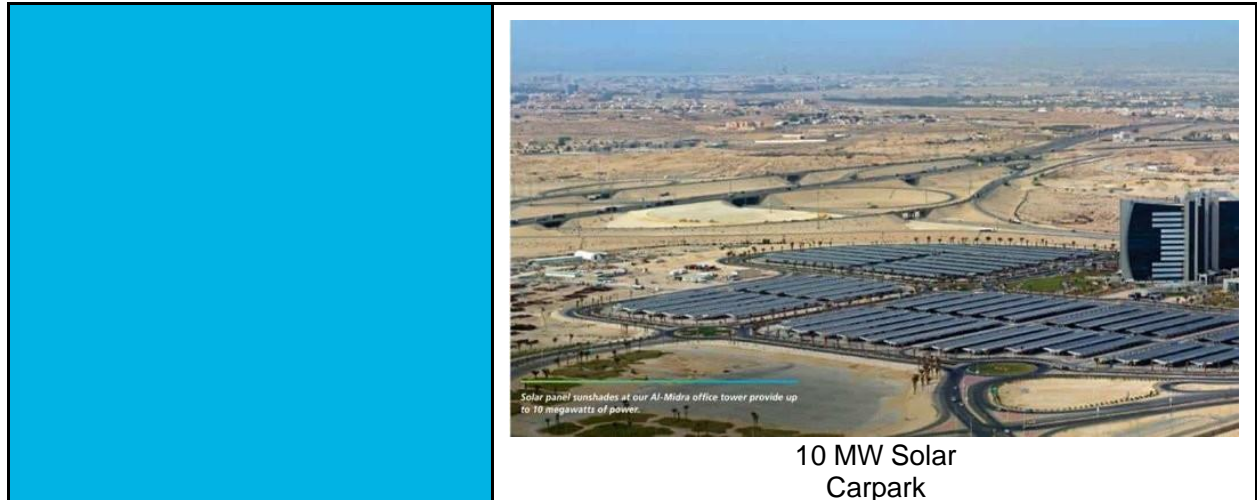 Solar panel sunshades at our Al-Midra office tower provide up
to 10 megawatts of power.
10 MW Solar
Carpark